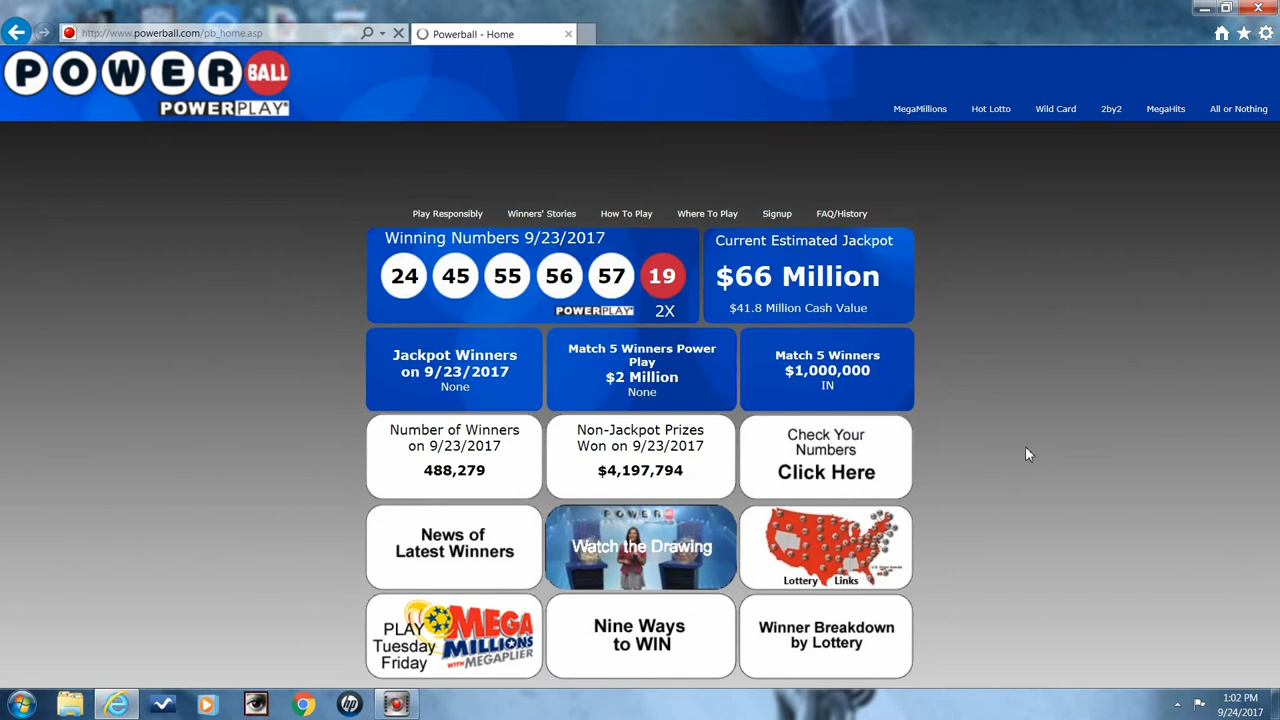 http://www.powerball.com/pb_home.asp
Powerball - Home
POWERBALL
POWERPLAY
MegaMillions Hot Lotto Wild Card 2by2 MegaHits All or Nothing
Play Responsibly Winners' Stories How To Play Where To Play Signup FAQ/History
Winning Numbers 9/23/2017
24 45 55 56 57 19
POWERPLAY 2X
Current Estimated Jackpot
$66 Million
$41.8 Million Cash Value
Jackpot Winners
on 9/23/2017
None
Match 5 Winners Power
Play
$2 Million
None
Match 5 Winners
$1,000,000
IN
Number of Winners
on 9/23/2017
488,279
Non-Jackpot Prizes
Won on 9/23/2017
$4,197,794
Check Your
Numbers
Click Here
News of
Latest Winners
POWER
Watch the Drawing
Lottery Links
PLAY
Tuesday
Friday
MEGA
MILLIONS
WITH MEGAPLIER
Nine Ways
to WIN
Winner Breakdown
by Lottery
hp
1:02 PM
9/24/2017